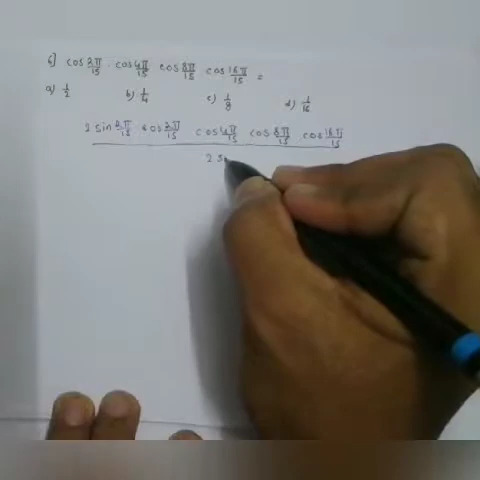 6] cos 2π/15 · cos 4π/15 cos 8π/15 cos 16π/15 =
a) 1/2 b) 1/4 c) 1/8 d) 1/16
2 sin 2π/15 cos 2π/15 cos 4π/15 cos 8π/15 cos 16π/15
2 s